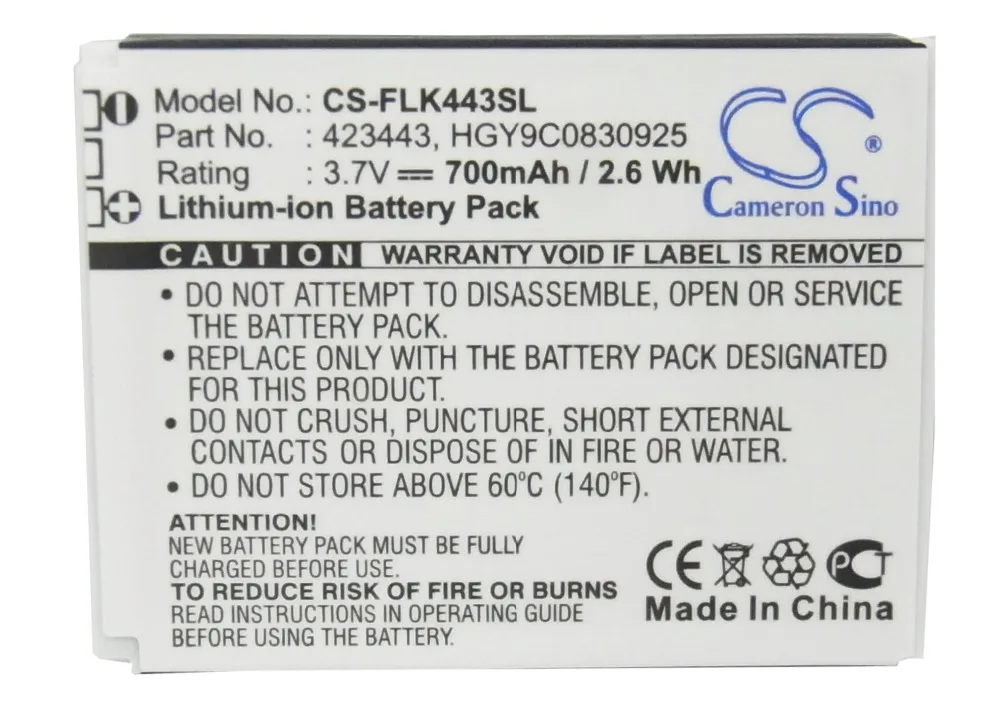 Model No.: CS-FLK443SL
Part No. : 423443, HGY9C0830925
Rating : 3.7V 700mAh / 2.6 Wh
Lithium-ion Battery Pack
CS ®
Cameron Sino
CAUTION WARRANTY VOID IF LABEL IS REMOVED
• DO NOT ATTEMPT TO DISASSEMBLE, OPEN OR SERVICE
THE BATTERY PACK.
• REPLACE ONLY WITH THE BATTERY PACK DESIGNATED
FOR THIS PRODUCT.
• DO NOT CRUSH, PUNCTURE, SHORT EXTERNAL
CONTACTS OR DISPOSE OF IN FIRE OR WATER.
• DO NOT STORE ABOVE 60°C (140°F).
ATTENTION!
NEW BATTERY PACK MUST BE FULLY
CHARGED BEFORE USE.
TO REDUCE RISK OF FIRE OR BURNS
READ INSTRUCTIONS IN OPERATING GUIDE
BEFORE USING THE BATTERY.
CE PCT
Made In China